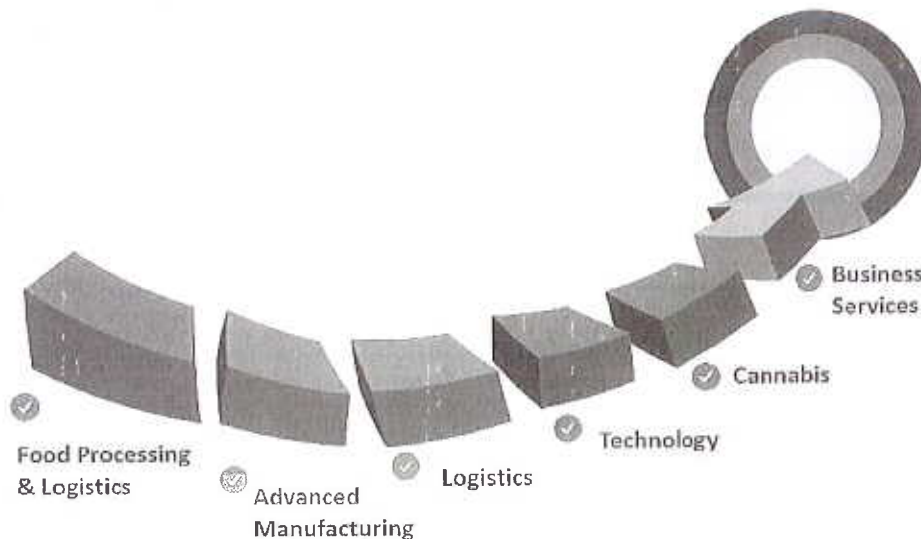 Food Processing
& Logistics
Advanced
Manufacturing
Logistics
Technology
Cannabis
Business
Services